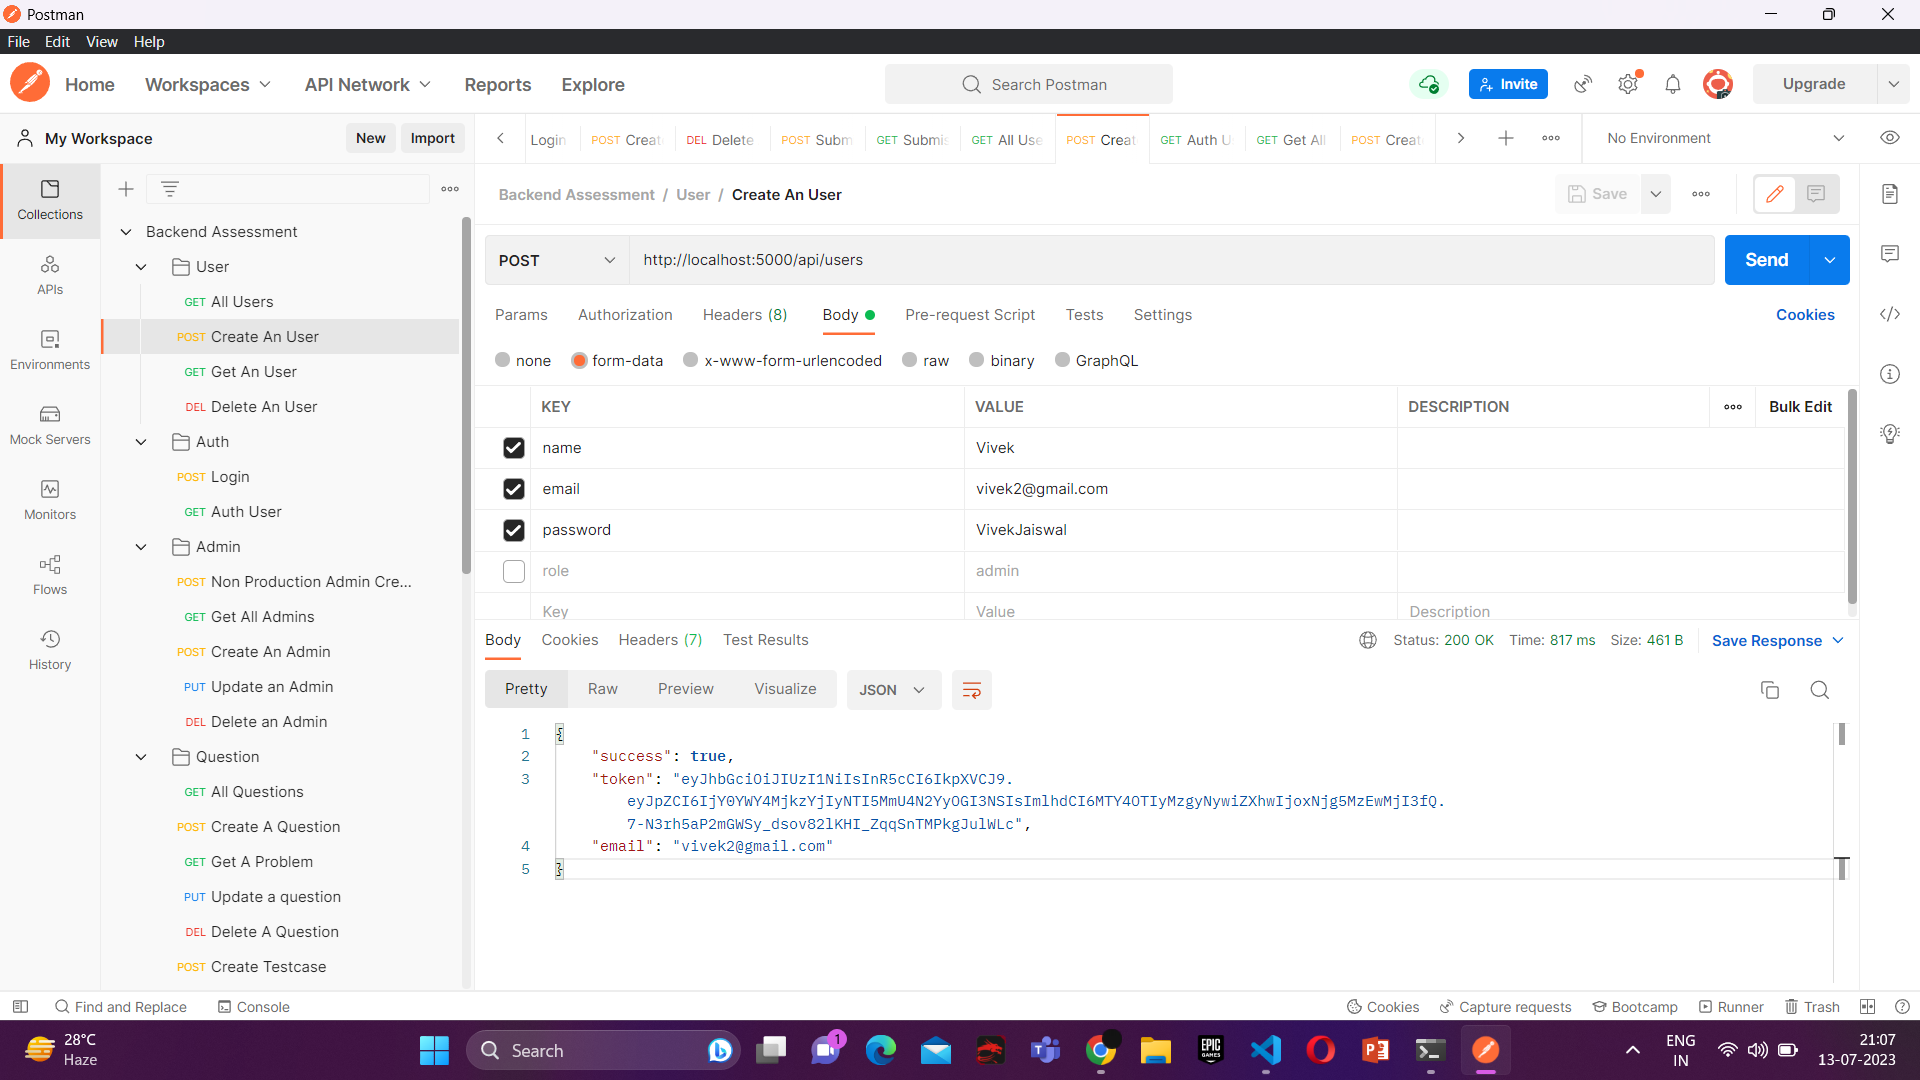 Postman
File Edit View Help
Home Workspaces API Network Reports Explore Search Postman Invite Upgrade
My Workspace New Import
Login POST Creat DEL Delete POST Subm GET Submis GET All Use POST Creat GET Auth U GET Get All POST Creat No Environment
Backend Assessment / User / Create An User Save
Collections
APIs
Environments
Mock Servers
Monitors
Flows
History
Backend Assessment
User
GET All Users
POST Create An User
GET Get An User
DEL Delete An User
Auth
POST Login
GET Auth User
Admin
POST Non Production Admin Cre...
GET Get All Admins
POST Create An Admin
PUT Update an Admin
DEL Delete an Admin
Question
GET All Questions
POST Create A Question
GET Get A Problem
PUT Update a question
DEL Delete A Question
POST Create Testcase
POST http://localhost:5000/api/users Send
Params Authorization Headers (8) Body Pre-request Script Tests Settings Cookies
none form-data x-www-form-urlencoded raw binary GraphQL
KEY VALUE DESCRIPTION Bulk Edit
name Vivek
email vivek2@gmail.com
password VivekJaiswal
role admin
Key Value Description
Body Cookies Headers (7) Test Results Status: 200 OK Time: 817 ms Size: 461 B Save Response
Pretty Raw Preview Visualize JSON
1 {
2 "success": true,
3 "token": "eyJhbGciOiJIUzI1NiIsInR5cCI6IkpXVCJ9.
eyJpZCI6IjY0YWY4MjkzYjIyNTI5MmU4N2YyOGI3NSIsImlhdCI6MTY4OTIyMzgyNywiZXhwIjoxNjg5MzEwMjI3fQ.
7-N3rh5aP2mGWSy_dsov82lKHI_ZqqSnTMPkgJulWLc",
4 "email": "vivek2@gmail.com"
5 }
Find and Replace Console Cookies Capture requests Bootcamp Runner Trash
28°C
Haze
Search
1
EPIC GAMES
ENG
IN
21:07
13-07-2023